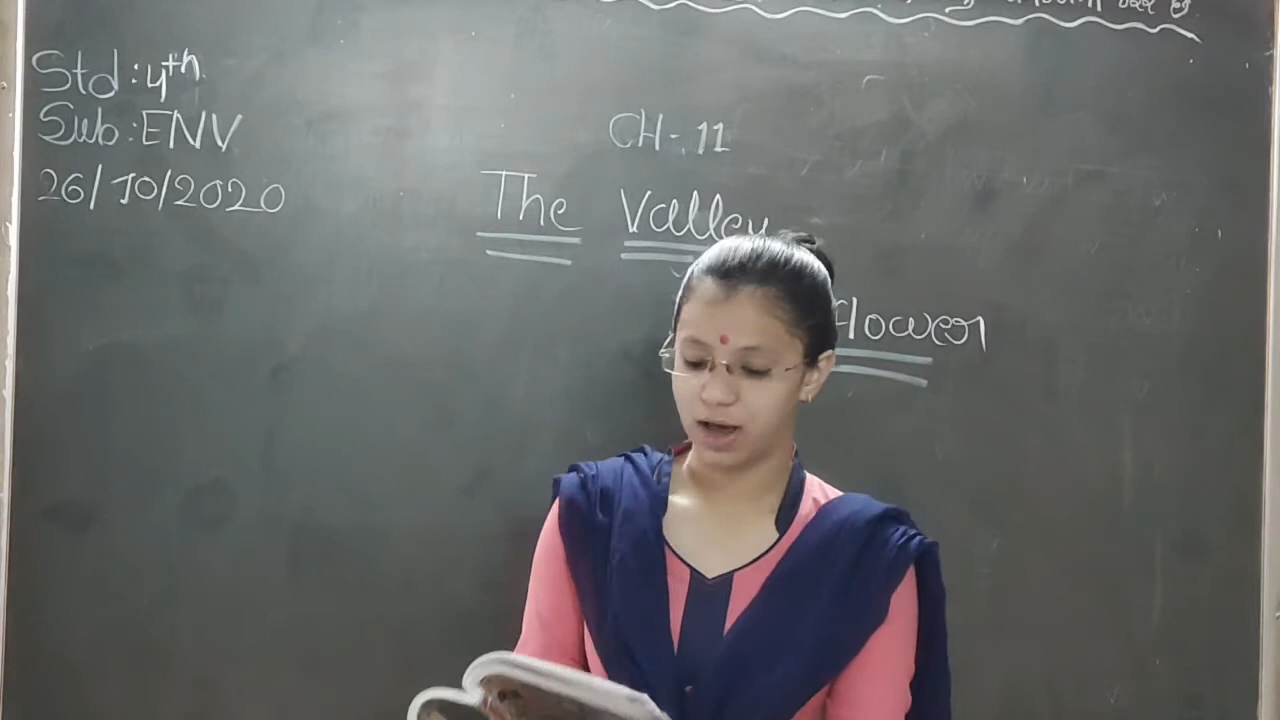 Std : 4th
Sub : ENV
26/10/2020
CH-. 11
The Valley
flower